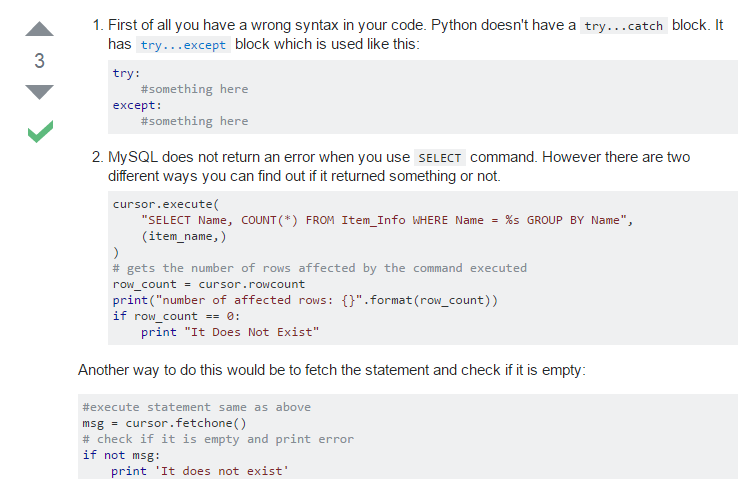 3
1. First of all you have a wrong syntax in your code. Python doesn't have a try...catch block. It
has try...except block which is used like this:
try:
    #something here
except:
    #something here
2. MySQL does not return an error when you use SELECT command. However there are two
different ways you can find out if it returned something or not.
cursor.execute(
    "SELECT Name, COUNT(*) FROM Item_Info WHERE Name = %s GROUP BY Name",
    (item_name,)
)
# gets the number of rows affected by the command executed
row_count = cursor.rowcount
print("number of affected rows: {}".format(row_count))
if row_count == 0:
    print "It Does Not Exist"
Another way to do this would be to fetch the statement and check if it is empty:
#execute statement same as above
msg = cursor.fetchone()
# check if it is empty and print error
if not msg:
    print 'It does not exist'